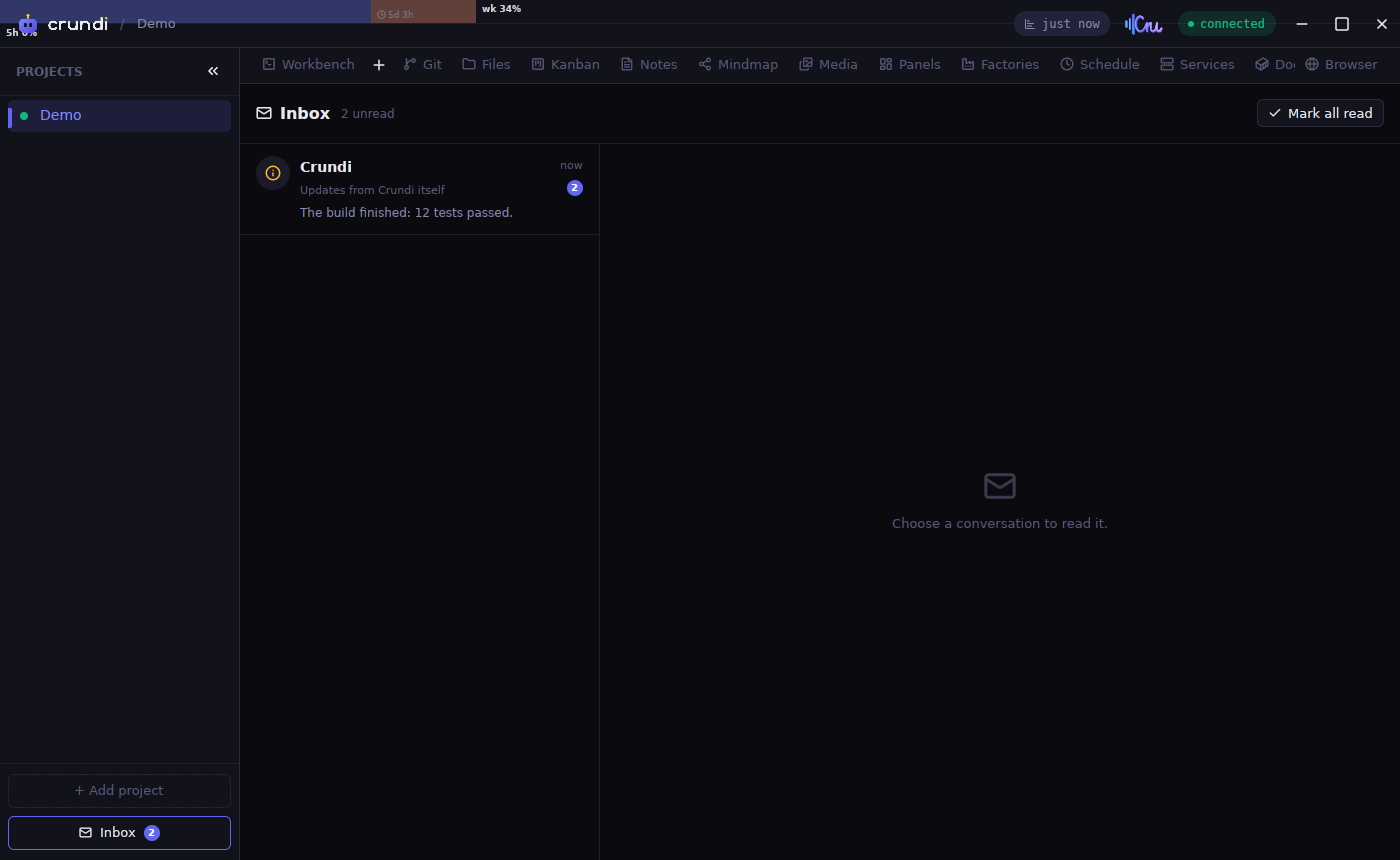 5d 3h
wk 34%
crundi / Demo
just now
Cru
connected
PROJECTS
Workbench
Git
Files
Kanban
Notes
Mindmap
Media
Panels
Factories
Schedule
Services
Browser
Demo
Inbox 2 unread
Mark all read
Crundi
now
Updates from Crundi itself
2
The build finished: 12 tests passed.
Choose a conversation to read it.
+ Add project
Inbox 2